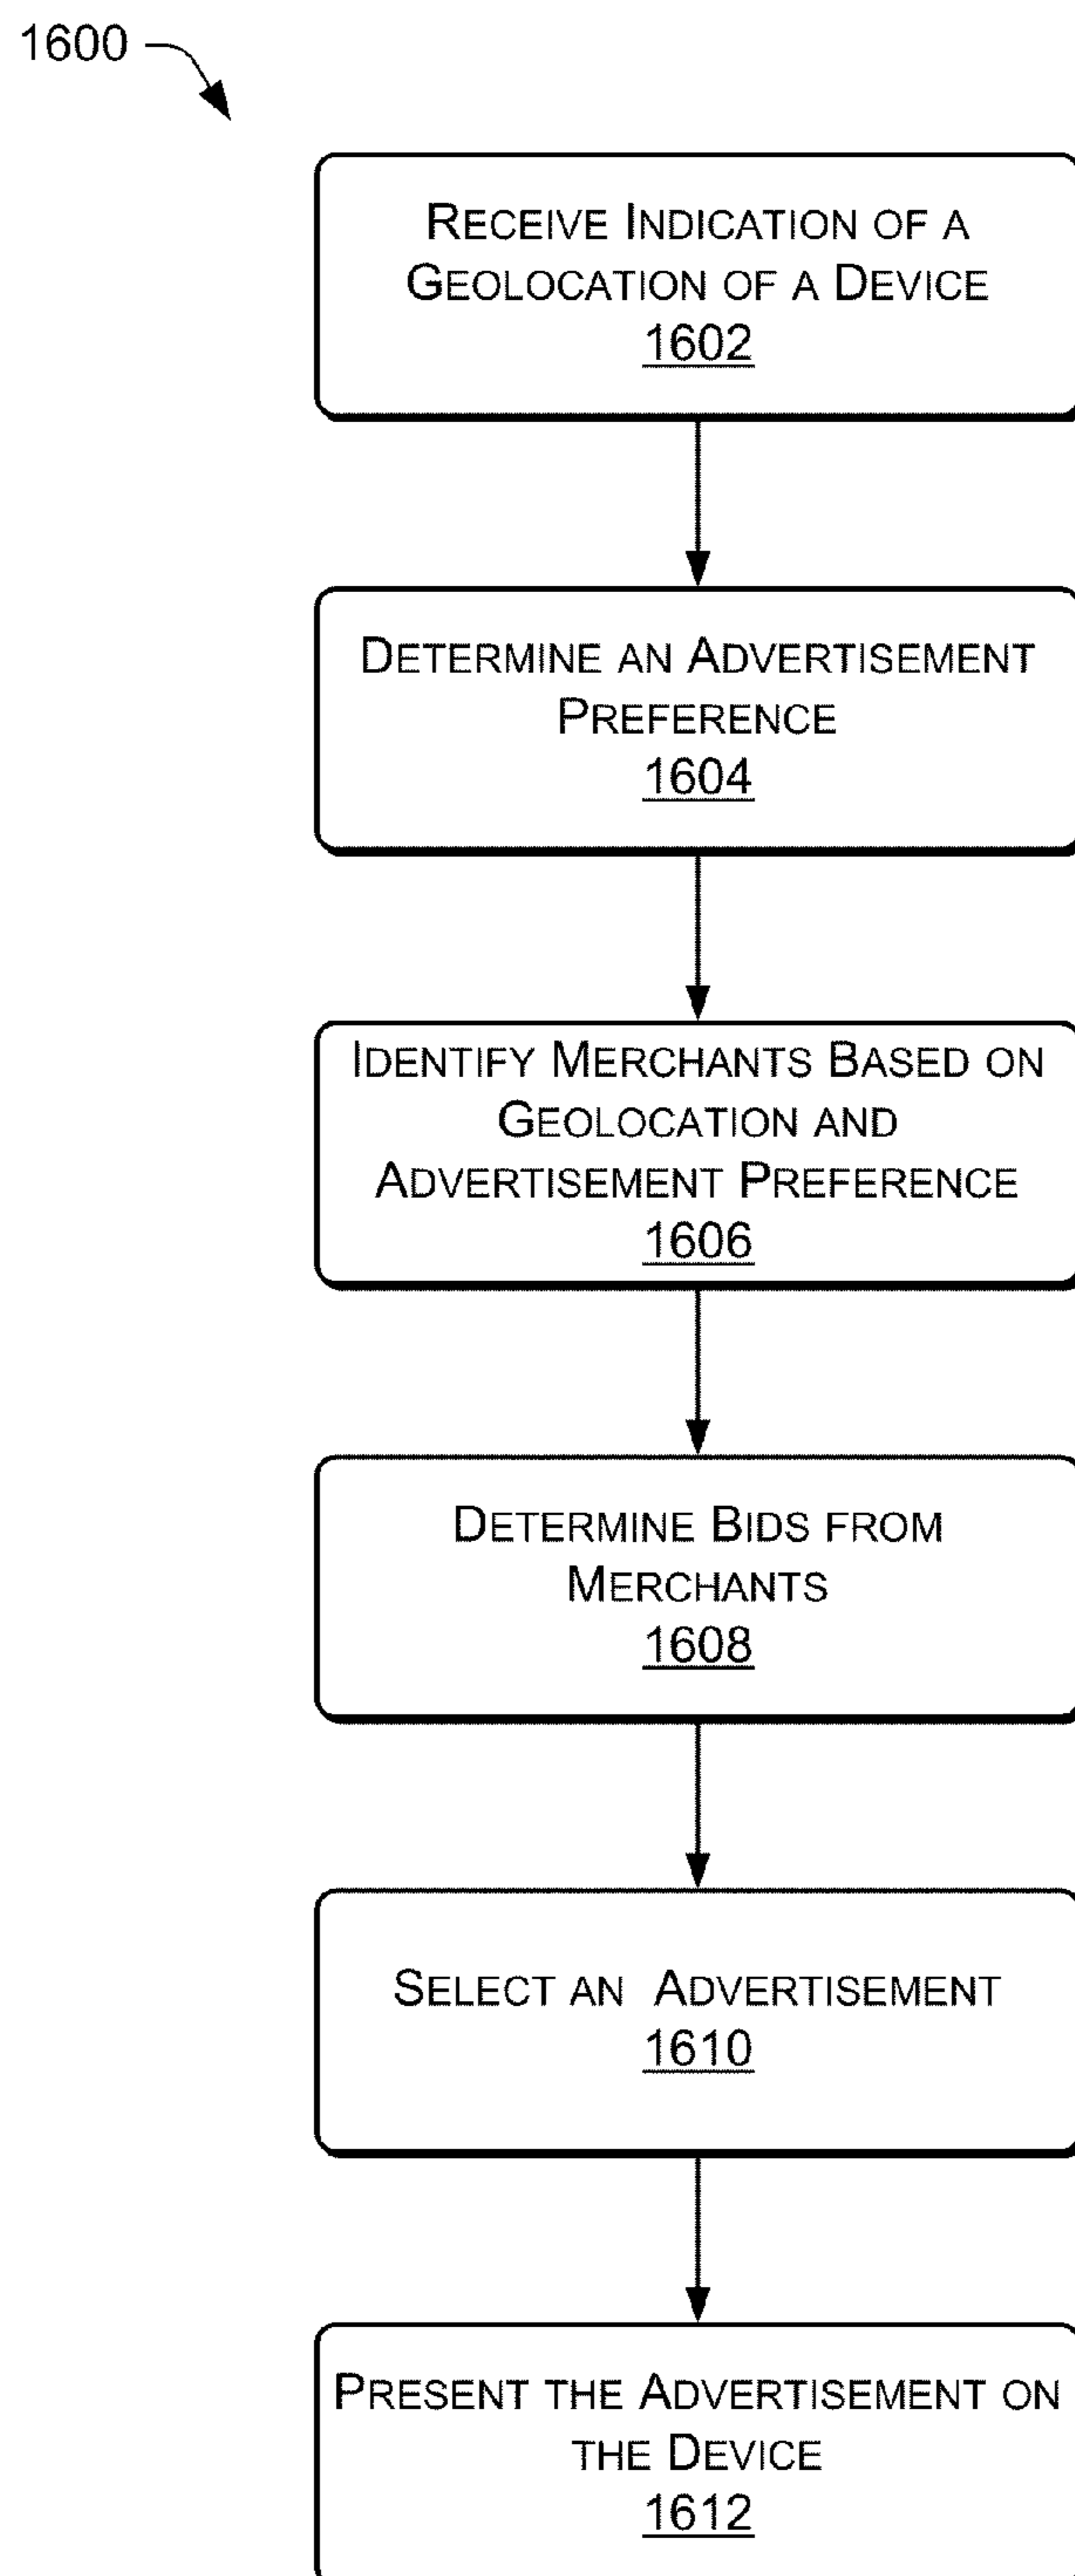 1600
RECEIVE INDICATION OF A
GEOLOCATION OF A DEVICE
1602
DETERMINE AN ADVERTISEMENT
PREFERENCE
1604
IDENTIFY MERCHANTS BASED ON
GEOLOCATION AND
ADVERTISEMENT PREFERENCE
1606
DETERMINE BIDS FROM
MERCHANTS
1608
SELECT AN ADVERTISEMENT
1610
PRESENT THE ADVERTISEMENT ON
THE DEVICE
1612